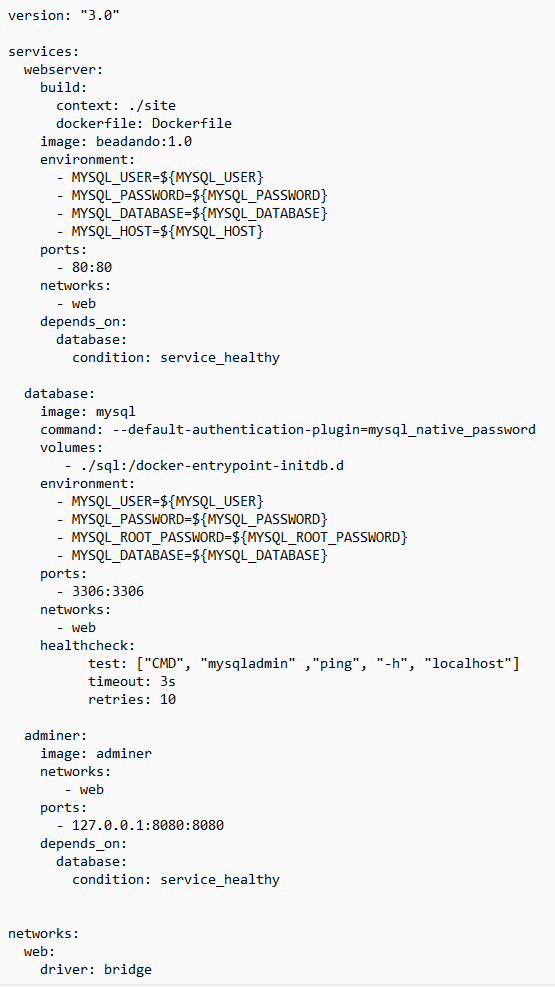 version: "3.0"

services:
  webserver:
    build:
      context: ./site
      dockerfile: Dockerfile
    image: beadando:1.0
    environment:
      - MYSQL_USER=${MYSQL_USER}
      - MYSQL_PASSWORD=${MYSQL_PASSWORD}
      - MYSQL_DATABASE=${MYSQL_DATABASE}
      - MYSQL_HOST=${MYSQL_HOST}
    ports:
      - 80:80
    networks:
      - web
    depends_on:
      database:
        condition: service_healthy

  database:
    image: mysql
    command: --default-authentication-plugin=mysql_native_password
    volumes:
       - ./sql:/docker-entrypoint-initdb.d
    environment:
      - MYSQL_USER=${MYSQL_USER}
      - MYSQL_PASSWORD=${MYSQL_PASSWORD}
      - MYSQL_ROOT_PASSWORD=${MYSQL_ROOT_PASSWORD}
      - MYSQL_DATABASE=${MYSQL_DATABASE}
    ports:
      - 3306:3306
    networks:
      - web
    healthcheck:
          test: ["CMD", "mysqladmin" ,"ping", "-h", "localhost"]
          timeout: 3s
          retries: 10

  adminer:
    image: adminer
    networks:
       - web
    ports:
      - 127.0.0.1:8080:8080
    depends_on:
      database:
        condition: service_healthy


networks:
  web:
    driver: bridge